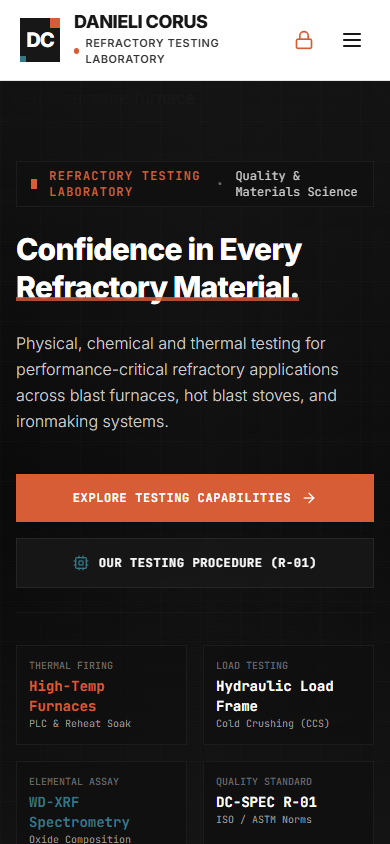 DC
DANIELI CORUS
REFRACTORY TESTING
LABORATORY
furnace
REFRACTORY TESTING
LABORATORY
•
Quality &
Materials Science
Confidence in Every
Refractory Material.
Physical, chemical and thermal testing for
performance-critical refractory applications
across blast furnaces, hot blast stoves, and
ironmaking systems.
EXPLORE TESTING CAPABILITIES →
OUR TESTING PROCEDURE (R-01)
THERMAL FIRING
High-Temp
Furnaces
PLC & Reheat Soak
LOAD TESTING
Hydraulic Load
Frame
Cold Crushing (CCS)
ELEMENTAL ASSAY
WD-XRF
Spectrometry
Oxide Composition
QUALITY STANDARD
DC-SPEC R-01
ISO / ASTM Norms